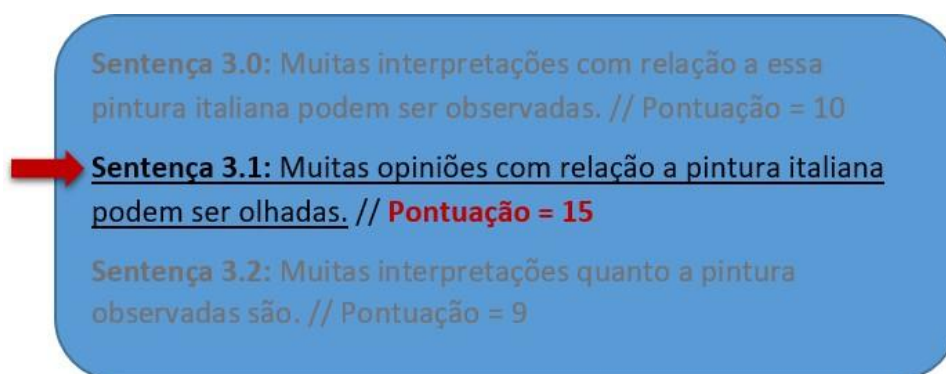 Sentença 3.0: Muitas interpretações com relação a essa
pintura italiana podem ser observadas. // Pontuação = 10
Sentença 3.1: Muitas opiniões com relação a pintura italiana
podem ser olhadas. // Pontuação = 15
Sentença 3.2: Muitas interpretações quanto a pintura
observadas são. // Pontuação = 9